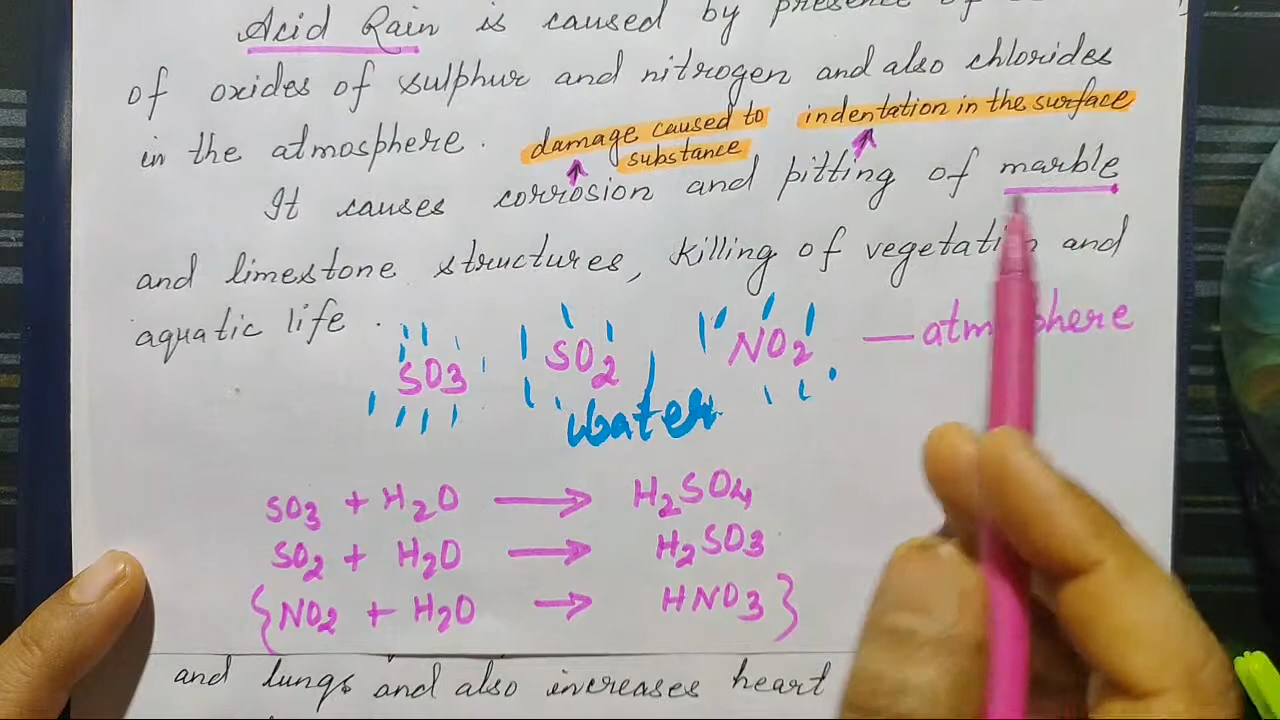 Acid Rain is caused by presence of
of oxides of sulphur and nitrogen and also chlorides
in the atmosphere. damage caused to substance indentation in the surface
It causes corrosion and pitting of marble
and limestone structures, killing of vegetation and
aquatic life.
SO3 SO2 NO2 — atmosphere
Water
SO3 + H2O → H2SO4
SO2 + H2O → H2SO3
{NO2 + H2O → HNO3}
and lungs and also increases heart